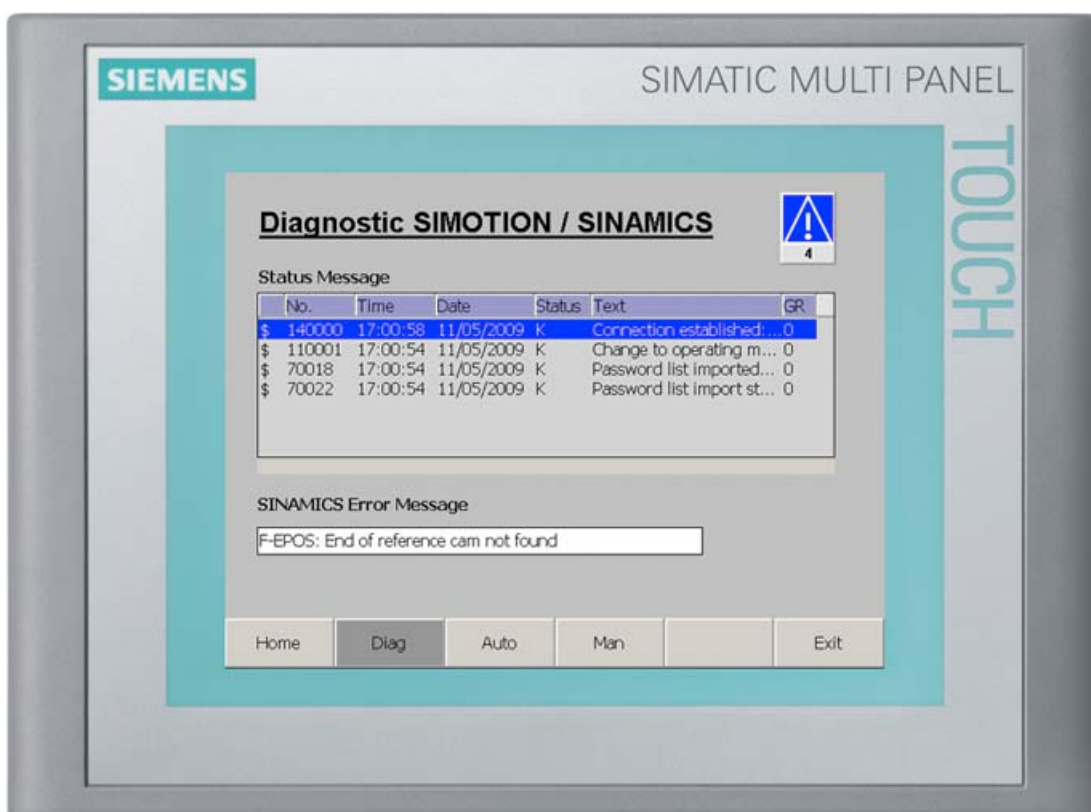 SIEMENS
SIMATIC MULTI PANEL
TOUCH
Diagnostic SIMOTION / SINAMICS
4
Status Message
No. Time Date Status Text GR
$ 140000 17:00:58 11/05/2009 K Connection established:... 0
$ 110001 17:00:54 11/05/2009 K Change to operating m... 0
$ 70018 17:00:54 11/05/2009 K Password list imported... 0
$ 70022 17:00:54 11/05/2009 K Password list import st... 0
SINAMICS Error Message
F-EPOS: End of reference cam not found
Home Diag Auto Man Exit